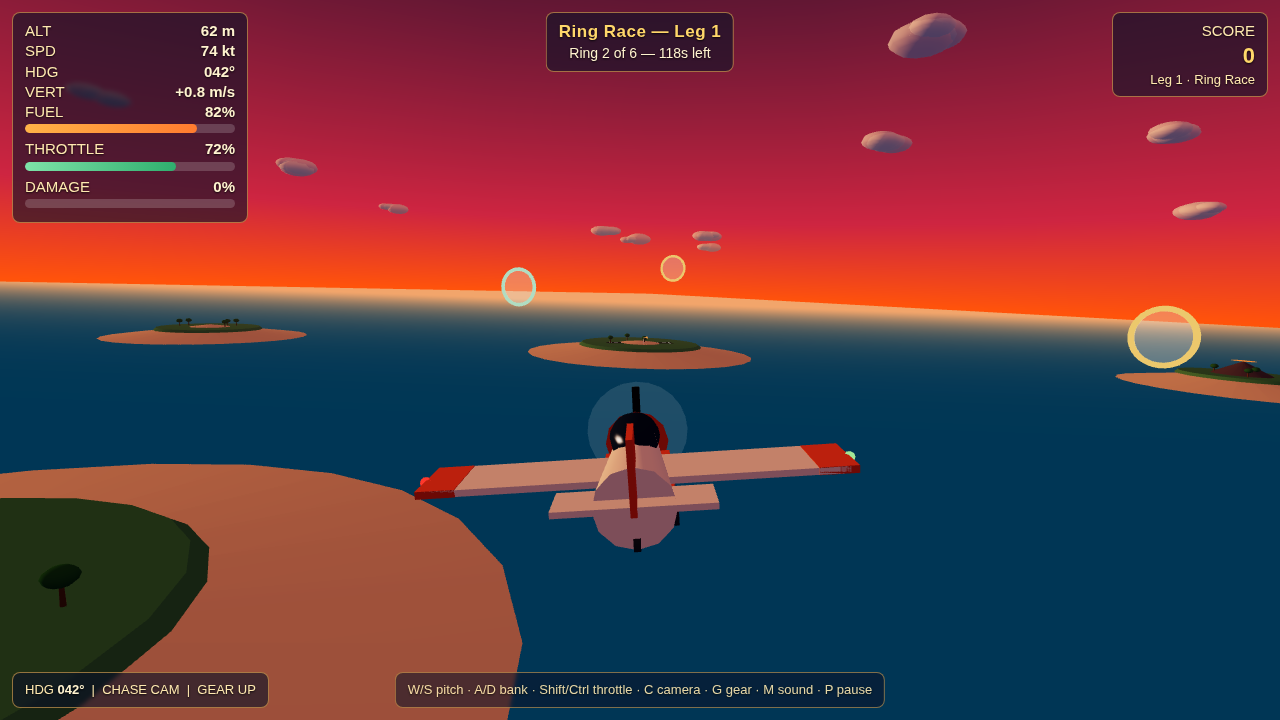 ALT 62 m
SPD 74 kt
HDG 042°
VERT +0.8 m/s
FUEL 82%
THROTTLE 72%
DAMAGE 0%
Ring Race — Leg 1
Ring 2 of 6 — 118s left
SCORE
0
Leg 1 · Ring Race
HDG 042° | CHASE CAM | GEAR UP
W/S pitch · A/D bank · Shift/Ctrl throttle · C camera · G gear · M sound · P pause